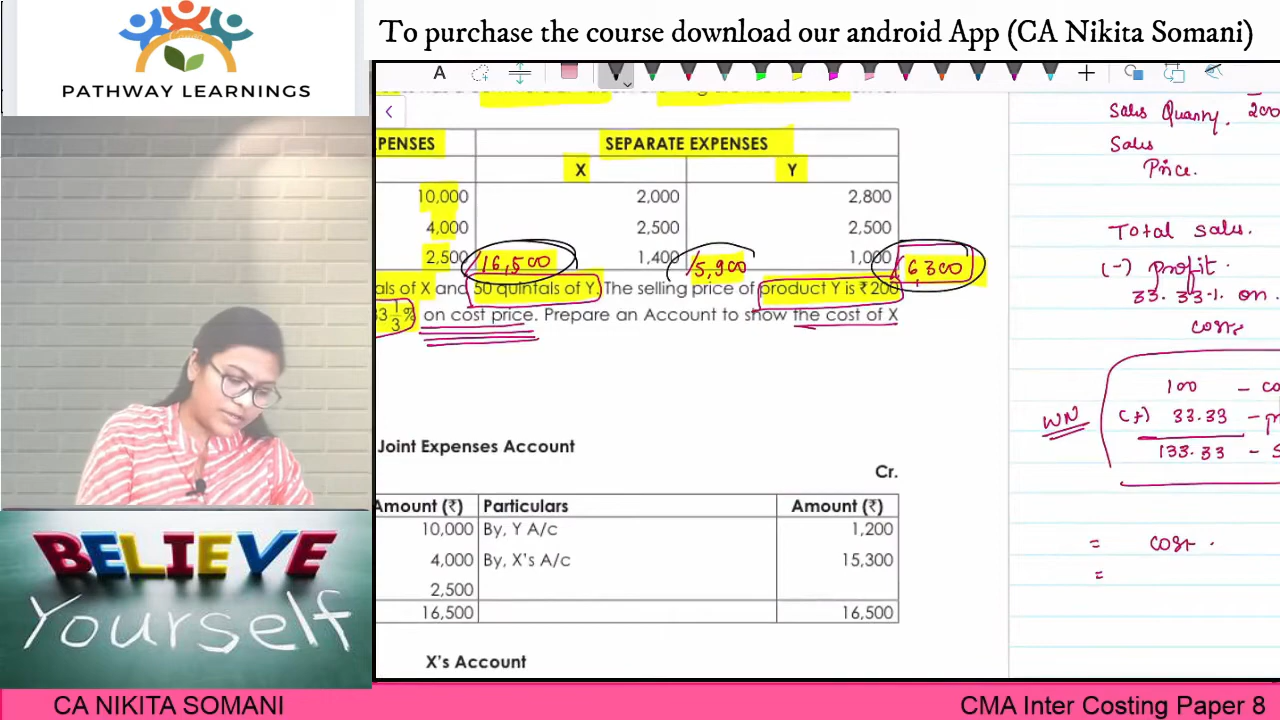 To purchase the course download our android App (CA Nikita Somani)
PATHWAY LEARNINGS
A
PENSES SEPARATE EXPENSES
X Y
10,000 2,000 2,800
4,000 2,500 2,500
2,500 16,500 1,400 5,900 1,000 6,300
als of X and 50 quintals of Y. The selling price of product Y is ₹ 200
33 1/3 % on cost price. Prepare an Account to show the cost of X
Joint Expenses Account
Cr.
Amount (₹) Particulars Amount (₹)
10,000 By, Y A/c 1,200
4,000 By, X's A/c 15,300
2,500
16,500 16,500
X's Account
Sales Quantity. 200
Sales
Price.
Total sales.
(-) profit.
33.33% on.
cost
WN
100 – co
(+) 33.33 – p
133.33 – S
= cost.
=
BELIEVE
Yourself
CA NIKITA SOMANI
CMA Inter Costing Paper 8